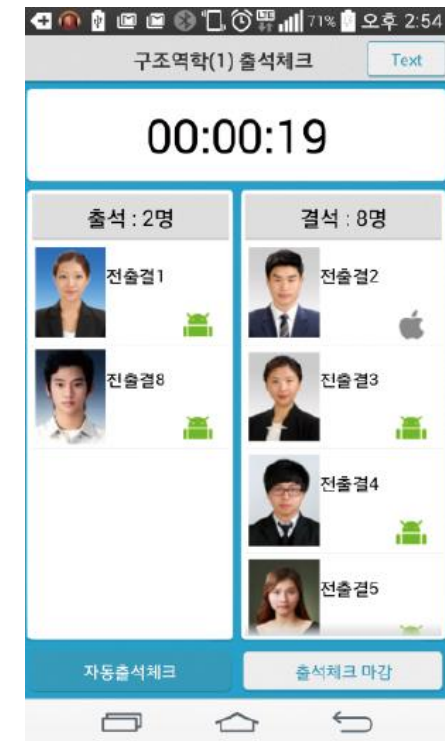 71% 오후 2:54
구조역학(1) 출석체크
Text
00:00:19
출석 : 2명
결석 : 8명
전출결1
전출결2
전출결8
전출결3
전출결4
전출결5
자동출석체크
출석체크 마감